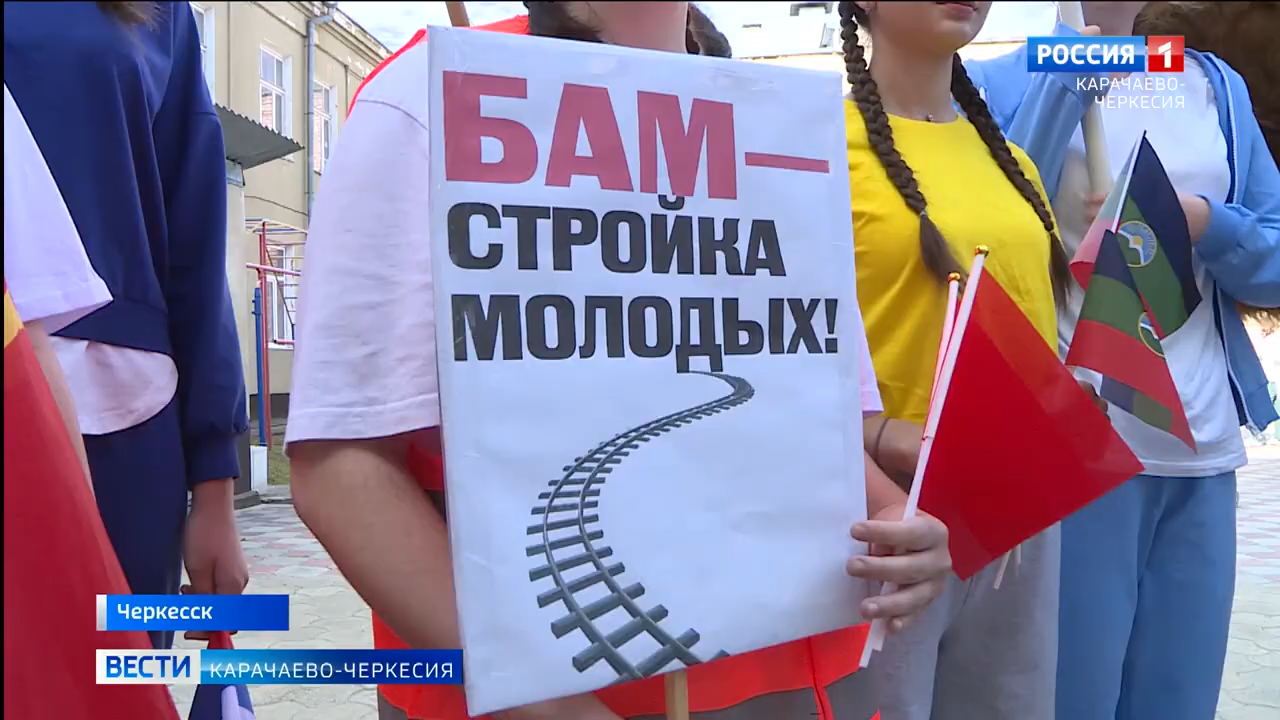 РОССИЯ 1
КАРАЧАЕВО-
ЧЕРКЕСИЯ
БАМ —
СТРОЙКА
МОЛОДЫХ!
Черкесск
ВЕСТИ КАРАЧАЕВО-ЧЕРКЕСИЯ